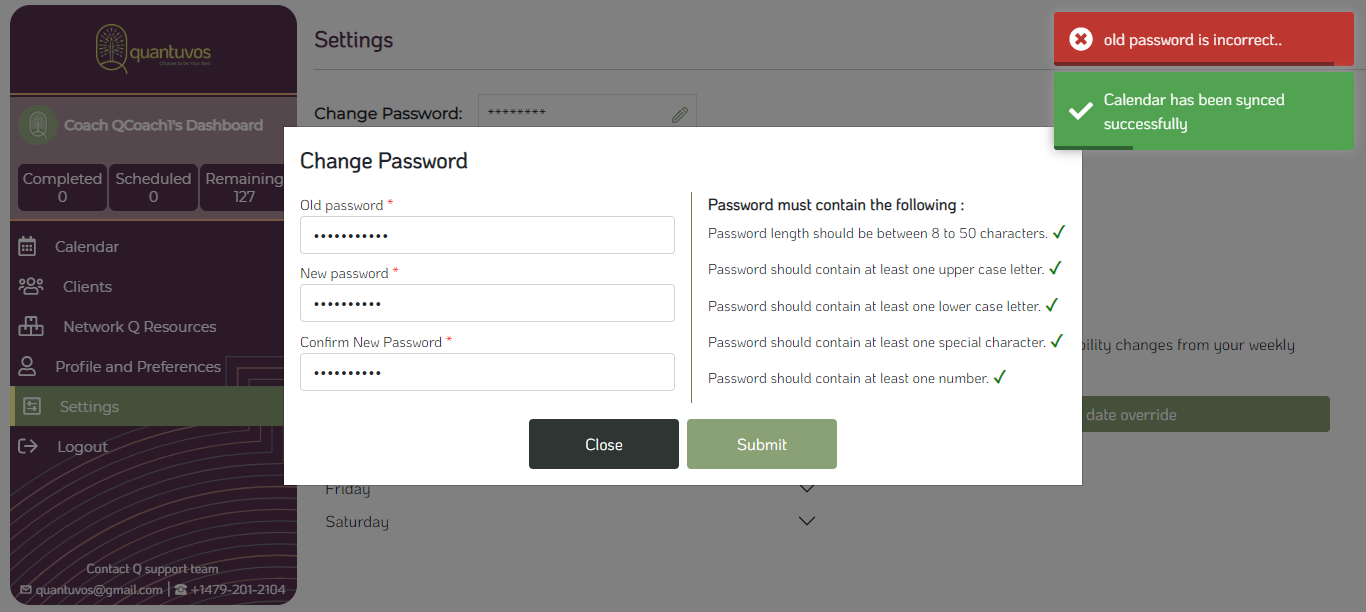 quantuvos
Settings
old password is incorrect..
Calendar has been synced
successfully
Change Password:
********
Coach QCoach1's Dashboard
Completed
0
Scheduled
0
Remaining
127
Calendar
Clients
Network Q Resources
Profile and Preferences
Settings
Logout
Contact Q support team
quantuvos@gmail.com | +1479-201-2104
Change Password
Old password *
•••••••••••
New password *
••••••••••
Confirm New Password *
••••••••••
Password must contain the following :
Password length should be between 8 to 50 characters. ✓
Password should contain at least one upper case letter. ✓
Password should contain at least one lower case letter. ✓
Password should contain at least one special character. ✓
Password should contain at least one number. ✓
Close
Submit
bility changes from your weekly
date override
Friday
Saturday